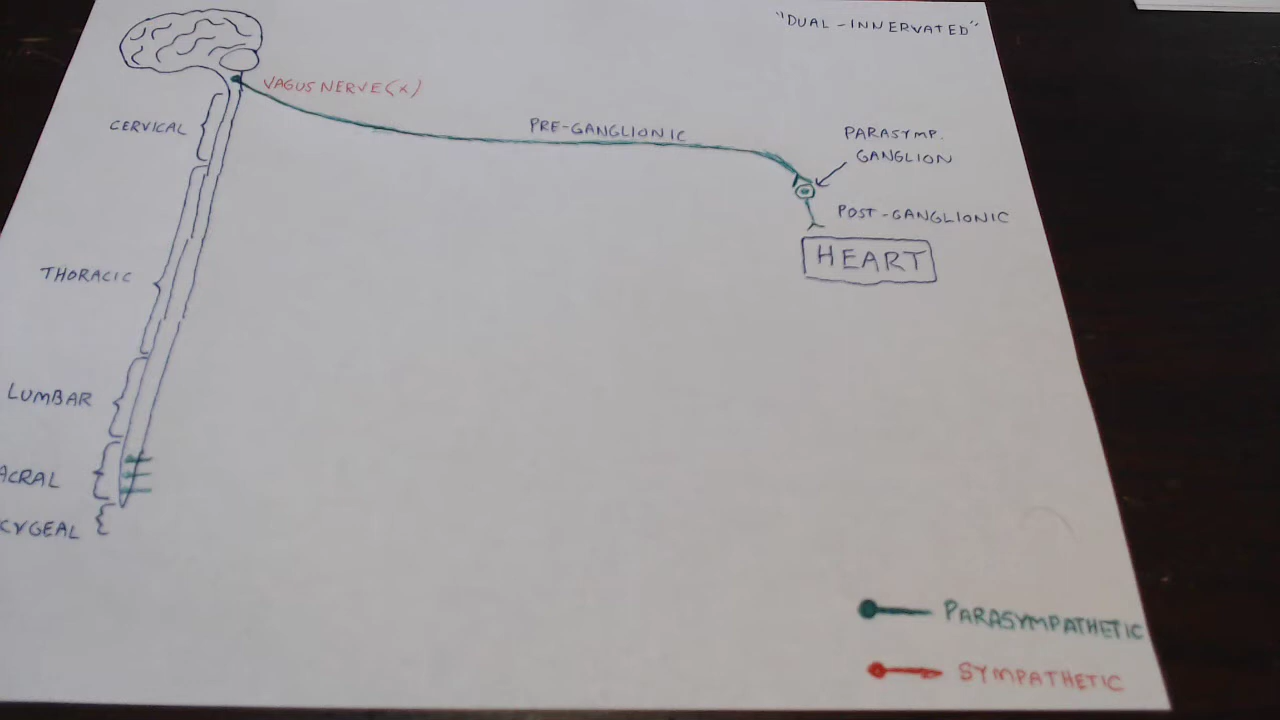 "DUAL-INNERVATED"
VAGUS NERVE (X)
CERVICAL
PRE-GANGLIONIC
PARASYMP.
GANGLION
POST-GANGLIONIC
HEART
THORACIC
LUMBAR
ACRAL
CYGEAL
PARASYMPATHETIC
SYMPATHETIC